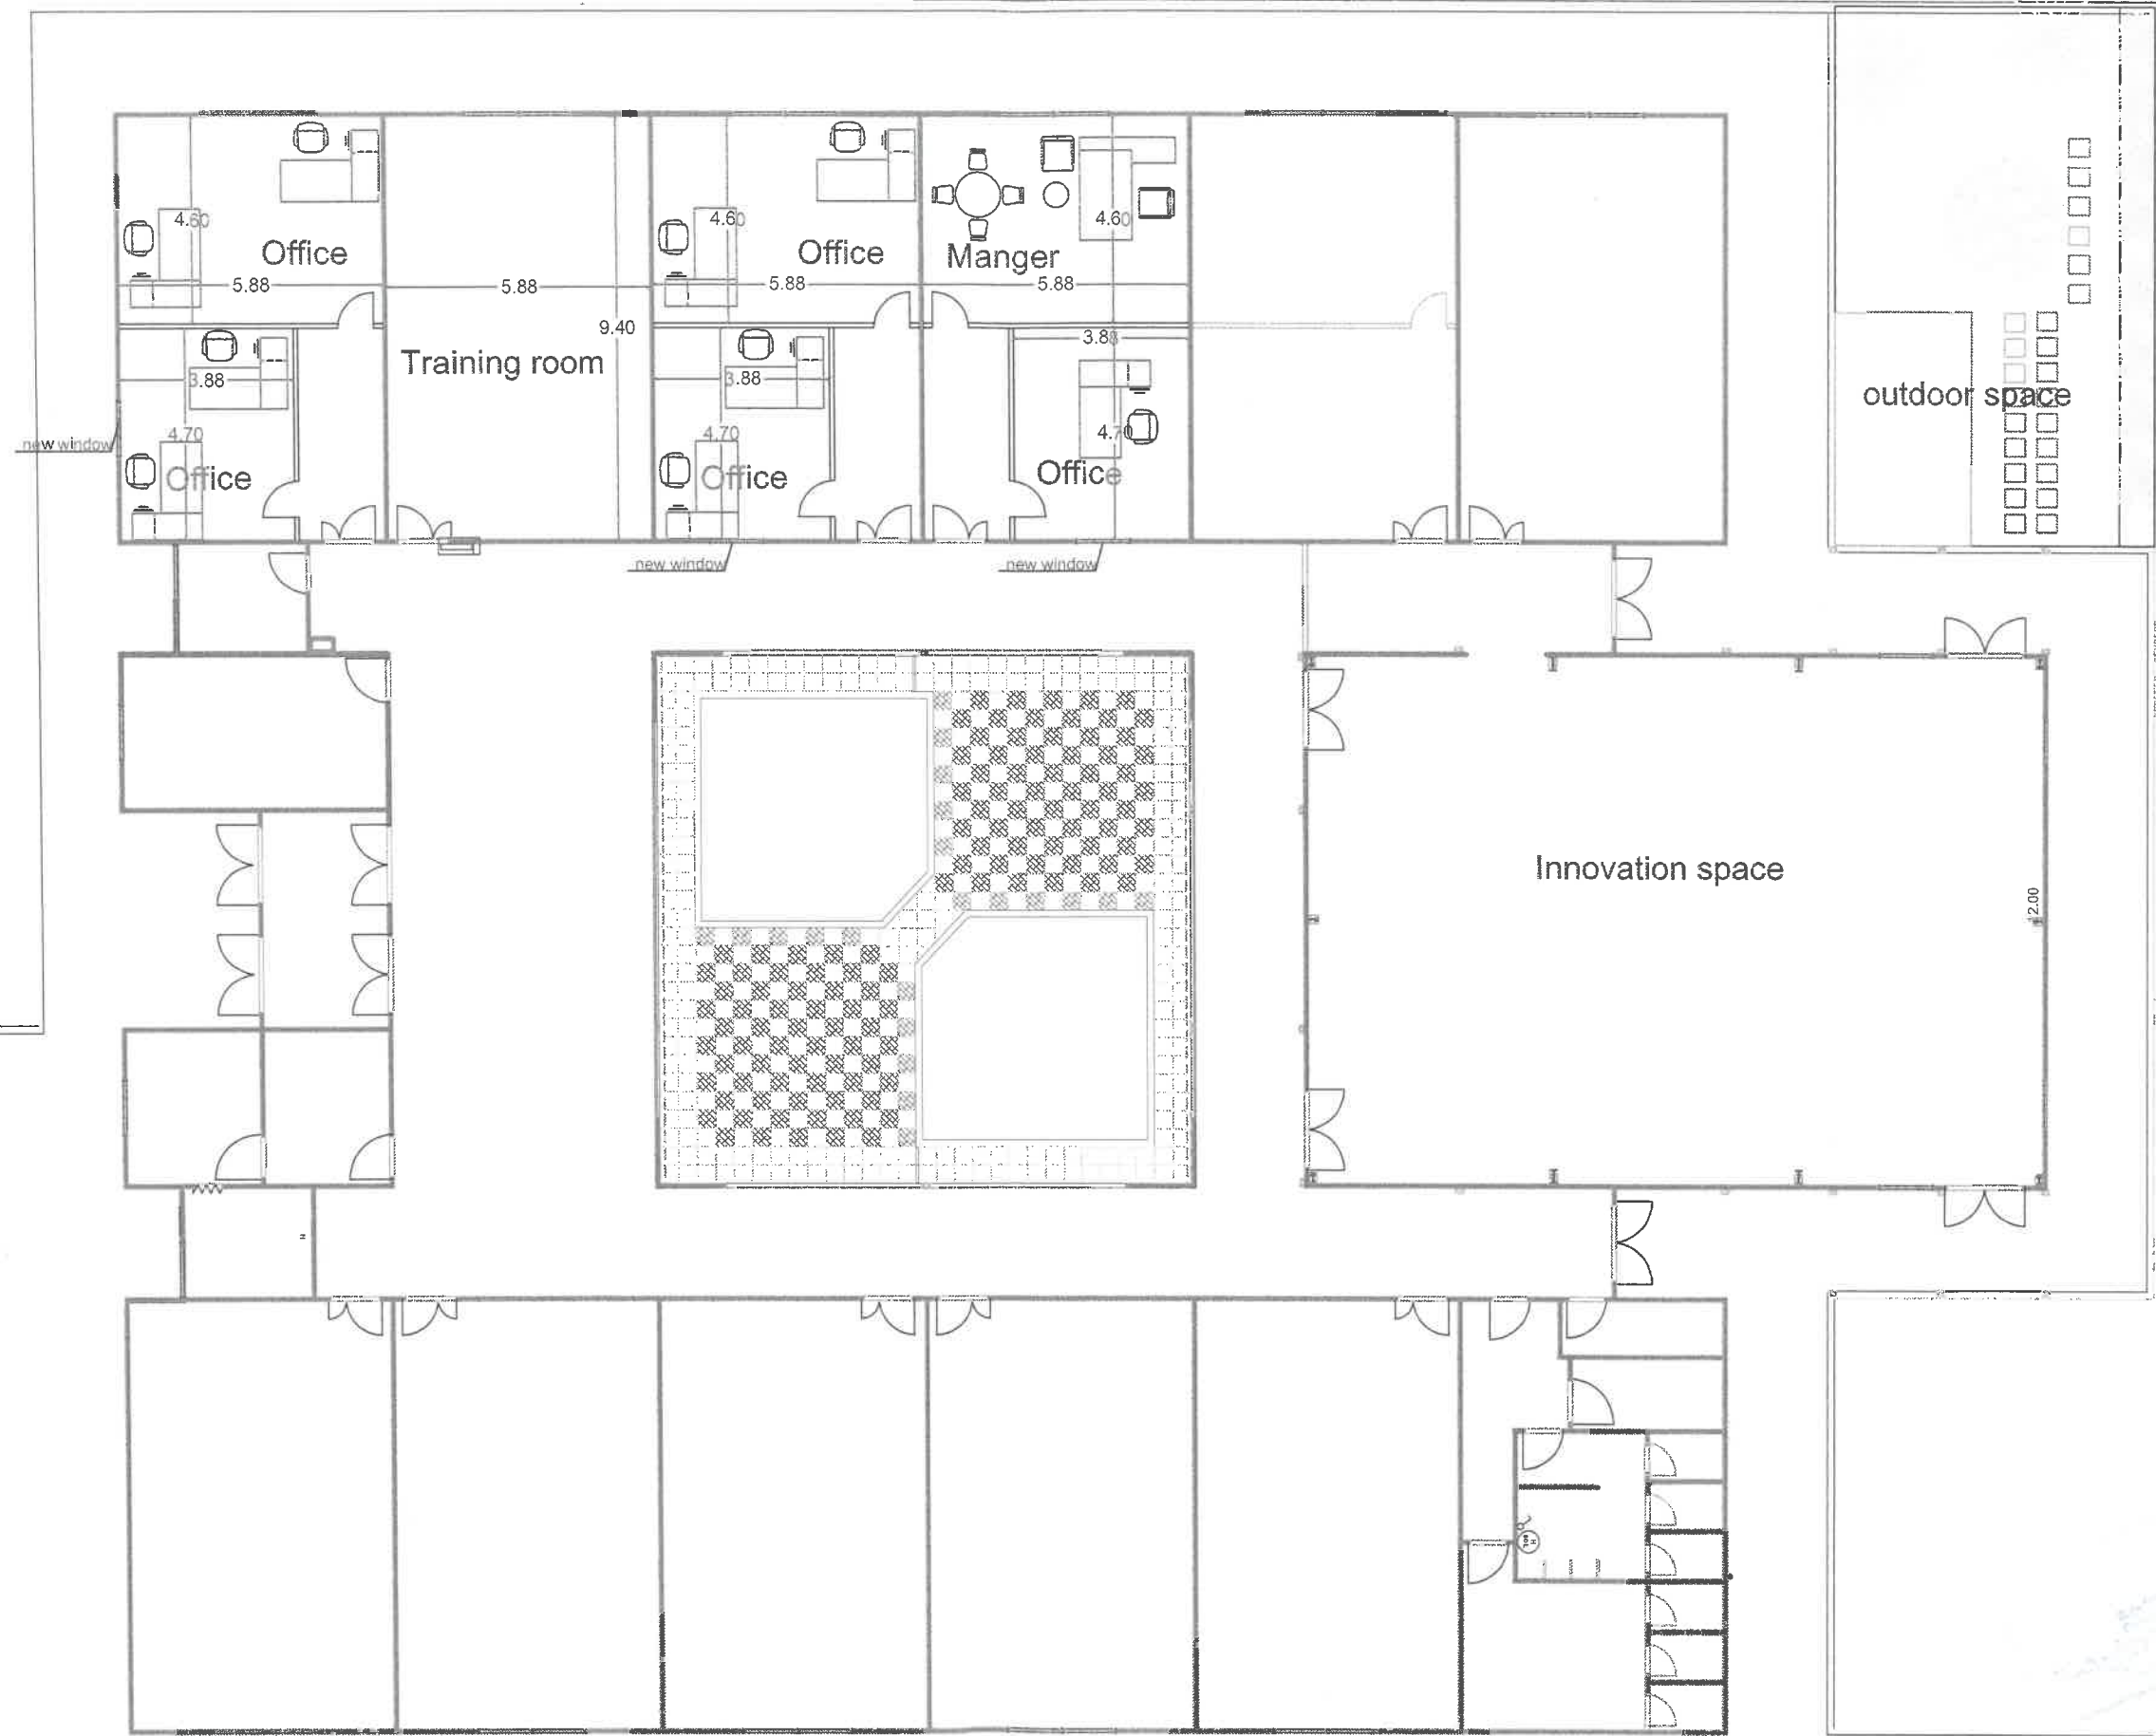 4.60
4.60
4.60
Office
Office
Manger
5.88
5.88
5.88
5.88
9.40
3.88
Training room
3.88
3.88
outdoor space
new window
4.70
4.70
4.70
Office
Office
Office
new window
new window
Innovation space
12.00